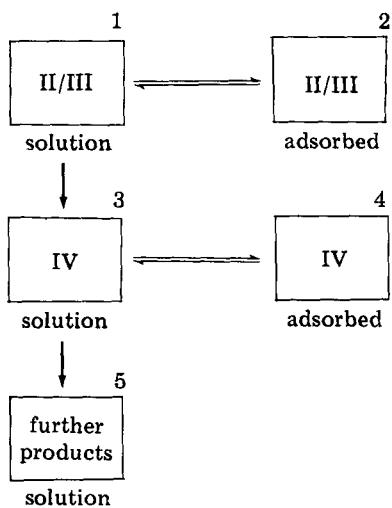 1
2
II/III
II/III
solution
adsorbed
3
4
IV
IV
solution
adsorbed
5
further
products
solution